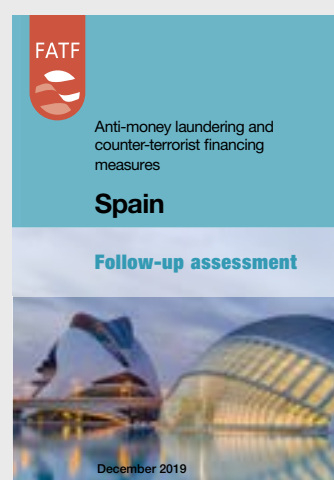 FATF
Anti-money laundering and
counter-terrorist financing
measures
Spain
Follow-up assessment
December 2019